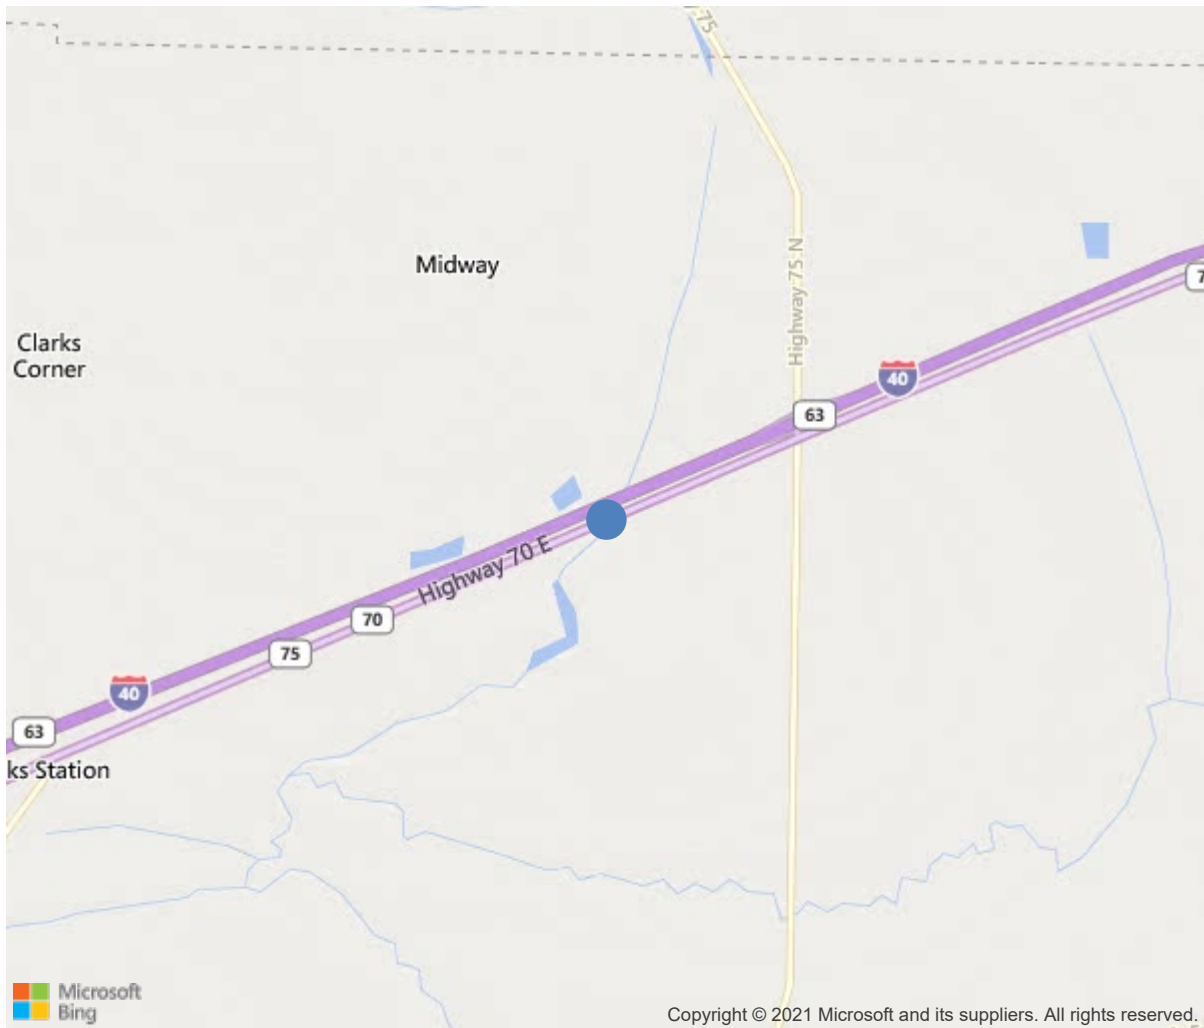 75
Midway
Highway 75 N
Clarks
Corner
40
63
Highway 70 E
70
75
40
63
ks Station
Microsoft
Bing
Copyright © 2021 Microsoft and its suppliers. All rights reserved.